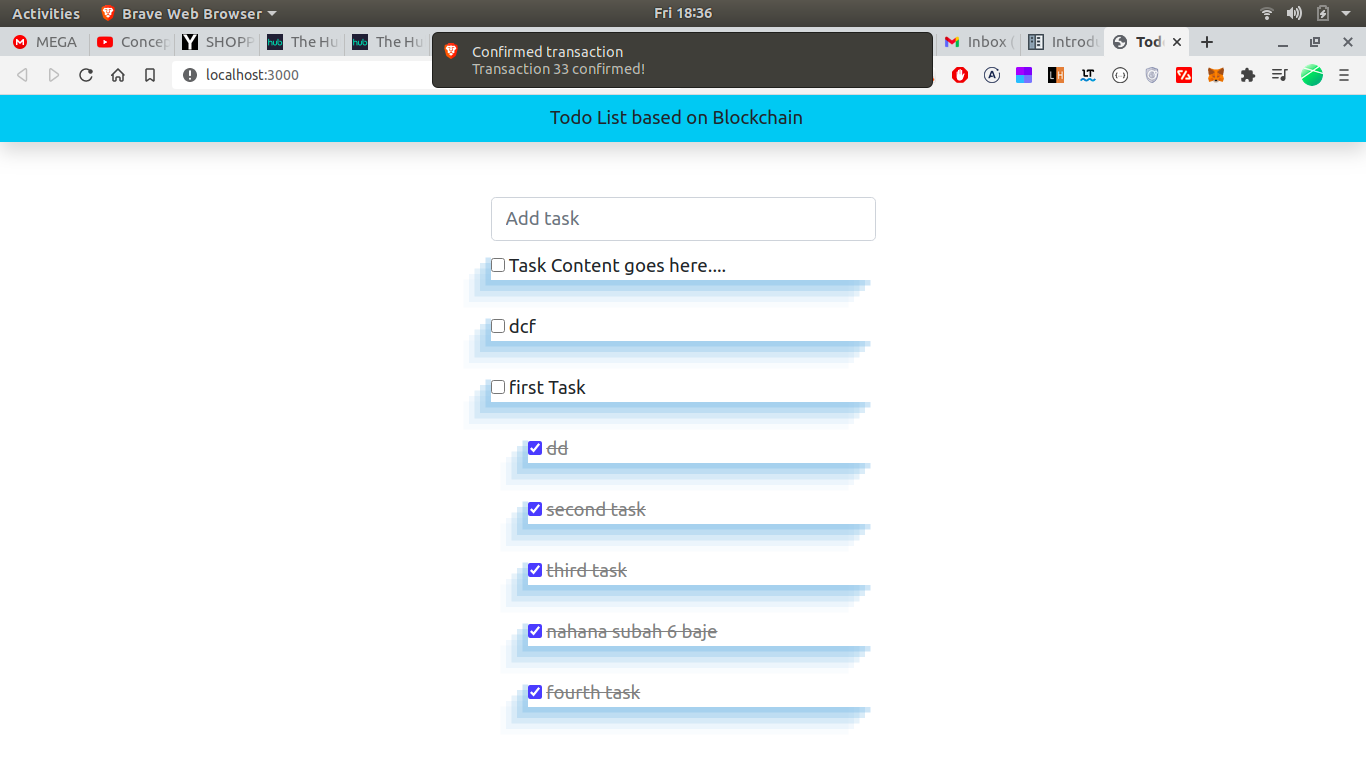 Activities Brave Web Browser Fri 18:36
MEGA Concep SHOPP The Hu The Hu Inbox ( Introdu Tod
Confirmed transaction
Transaction 33 confirmed!
localhost:3000
Todo List based on Blockchain
Add task
Task Content goes here....
dcf
first Task
dd
second task
third task
nahana subah 6 baje
fourth task